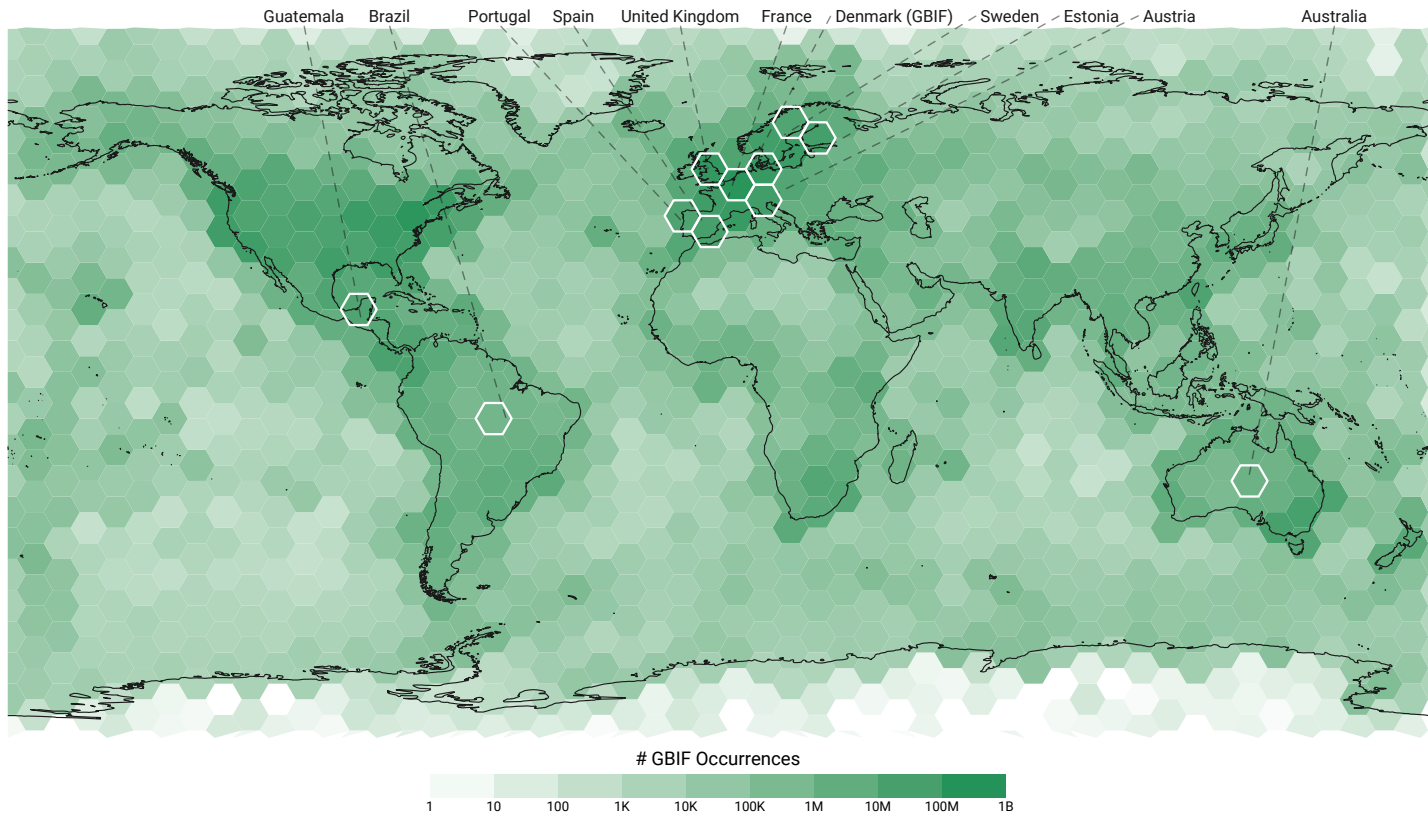 Guatemala Brazil Portugal Spain United Kingdom France Denmark (GBIF) Sweden Estonia Austria Australia
# GBIF Occurrences
1 10 100 1K 10K 100K 1M 10M 100M 1B